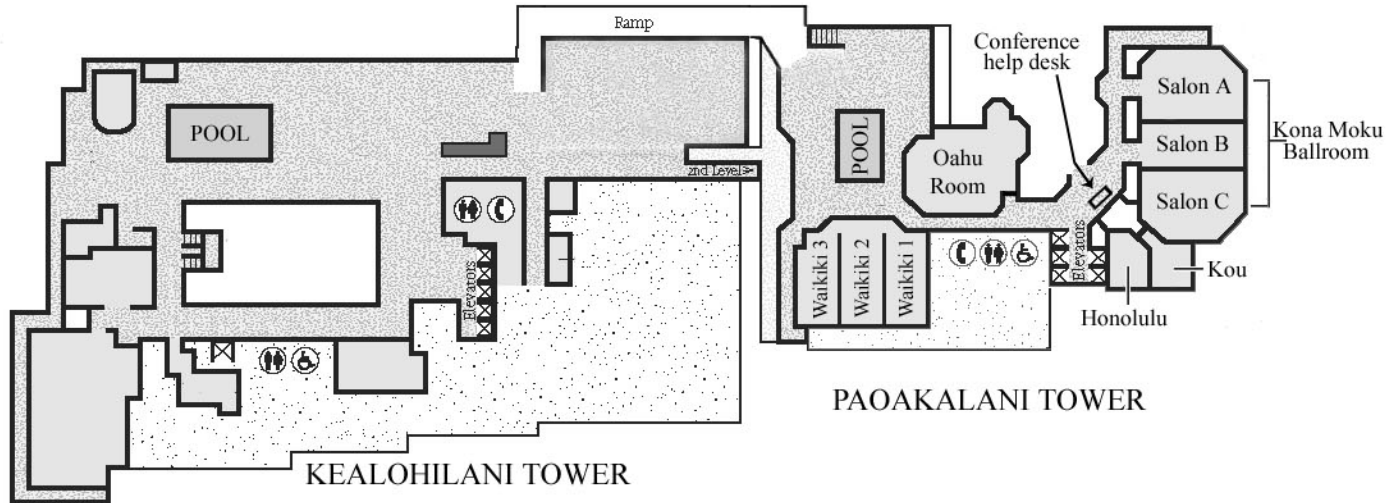 Ramp
Conference
help desk
Salon A
Kona Moku
Ballroom
POOL
POOL
Oahu
Room
Salon B
2nd Level>
Salon C
Elevators
Waikiki 3
Waikiki 2
Waikiki 1
Elevators
Kou
Honolulu
PAOAKALANI TOWER
KEALOHILANI TOWER